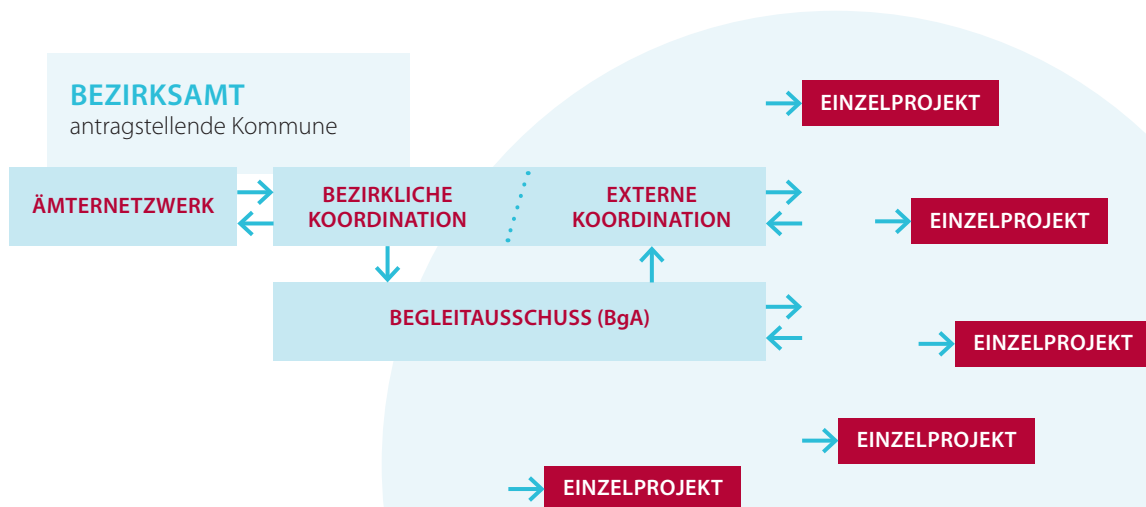 BEZIRKSAMT
antragstellende Kommune
EINZELPROJEKT
ÄMTERNETZWERK
BEZIRKLICHE
KOORDINATION
EXTERNE
KOORDINATION
EINZELPROJEKT
BEGLEITAUSSCHUSS (BgA)
EINZELPROJEKT
EINZELPROJEKT
EINZELPROJEKT